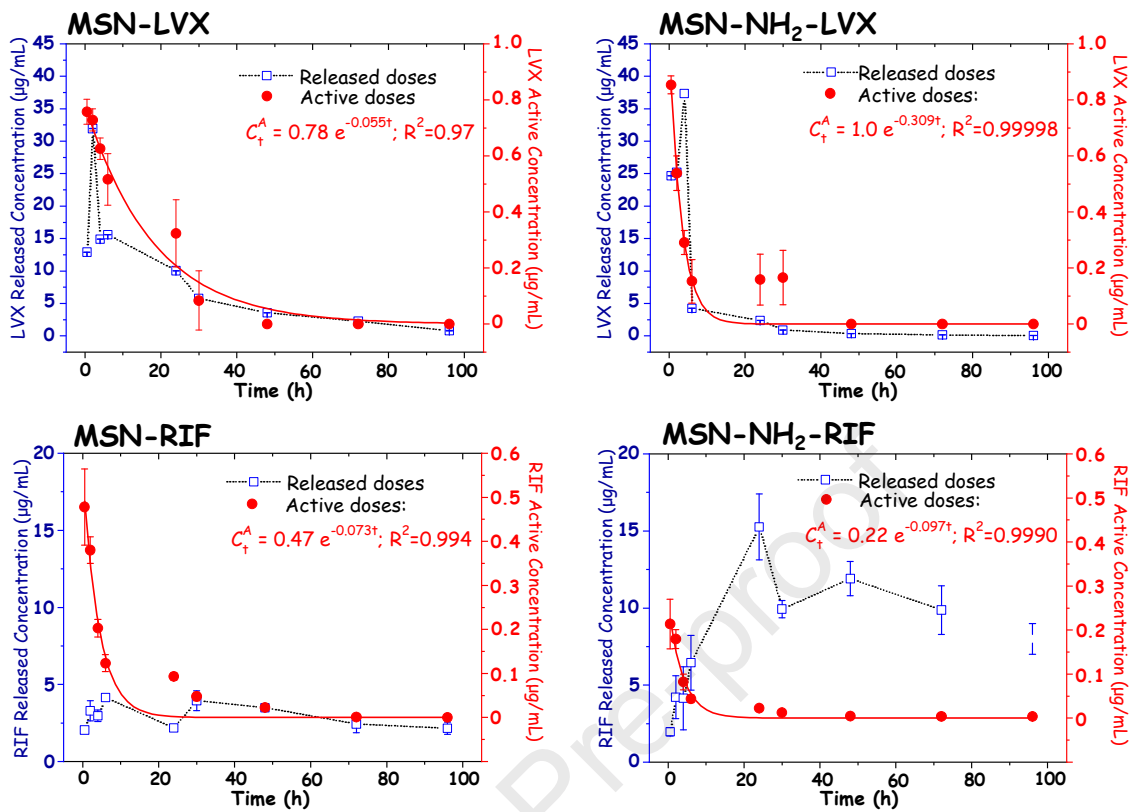 MSN-LVX
45
40
35
30
25
20
15
10
5
0
LVX Released Concentration (µg/mL)
Released doses
Active doses
C_t^A = 0.78 e^-0.055t; R²=0.97
1.0
0.8
0.6
0.4
0.2
0
LVX Active Concentration (µg/mL)
0 20 40 60 80 100
Time (h)
MSN-NH₂-LVX
45
40
35
30
25
20
15
10
5
0
LVX Released Concentration (µg/mL)
Released doses
Active doses:
C_t^A = 1.0 e^-0.309t; R²=0.99998
1.0
0.8
0.6
0.4
0.2
0
LVX Active Concentration (µg/mL)
0 20 40 60 80 100
Time (h)
MSN-RIF
20
15
10
5
0
RIF Released Concentration (µg/mL)
Released doses
Active doses:
C_t^A = 0.47 e^-0.073t; R²=0.994
0.6
0.5
0.4
0.3
0.2
0.1
0
RIF Active Concentration (µg/mL)
0 20 40 60 80 100
Time (h)
MSN-NH₂-RIF
20
15
10
5
0
RIF Released Concentration (µg/mL)
Released doses
Active doses:
C_t^A = 0.22 e^-0.097t; R²=0.9990
0.6
0.5
0.4
0.3
0.2
0.1
0
RIF Active Concentration (µg/mL)
0 20 40 60 80 100
Time (h)
Pre-proof